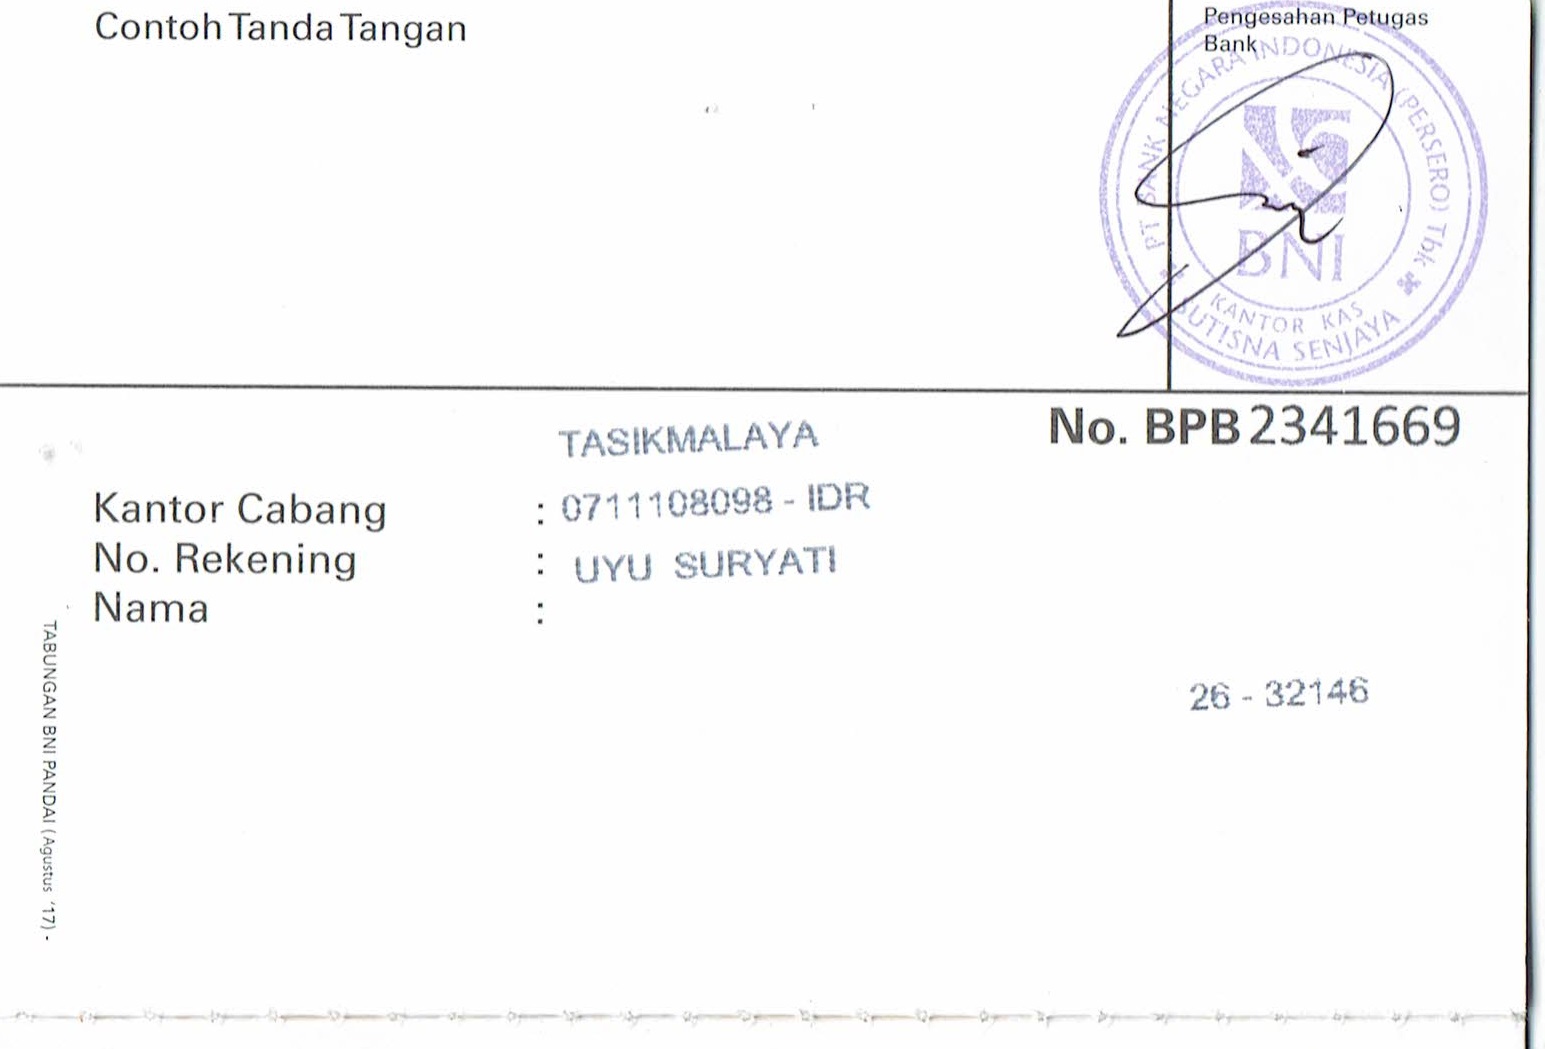 Contoh Tanda Tangan
Pengesahan Petugas
Bank
PT BANK NEGARA INDONESIA (PERSERO) Tbk
BNI
KANTOR KAS
SUTISNA SENJAYA
No. BPB 2341669
TASIKMALAYA
Kantor Cabang : 0711108098 - IDR
No. Rekening : UYU SURYATI
Nama :
26 - 32146
TABUNGAN BNI PANDAI (Agustus '17) -